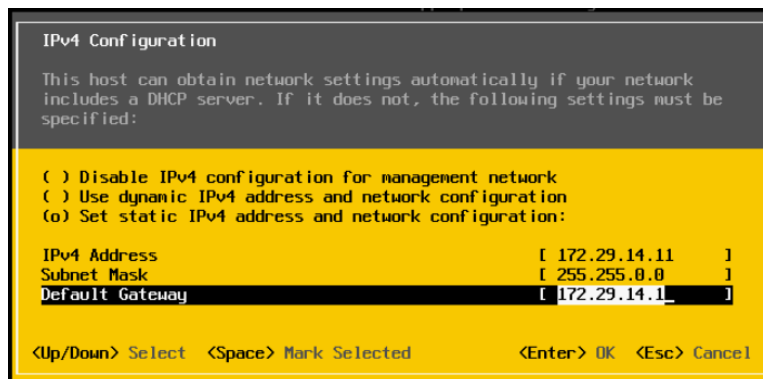 IPv4 Configuration
This host can obtain network settings automatically if your network
includes a DHCP server. If it does not, the following settings must be
specified:
( ) Disable IPv4 configuration for management network
( ) Use dynamic IPv4 address and network configuration
(o) Set static IPv4 address and network configuration:
IPv4 Address [ 172.29.14.11 ]
Subnet Mask [ 255.255.0.0 ]
Default Gateway [ 172.29.14.1_ ]
<Up/Down> Select <Space> Mark Selected <Enter> OK <Esc> Cancel